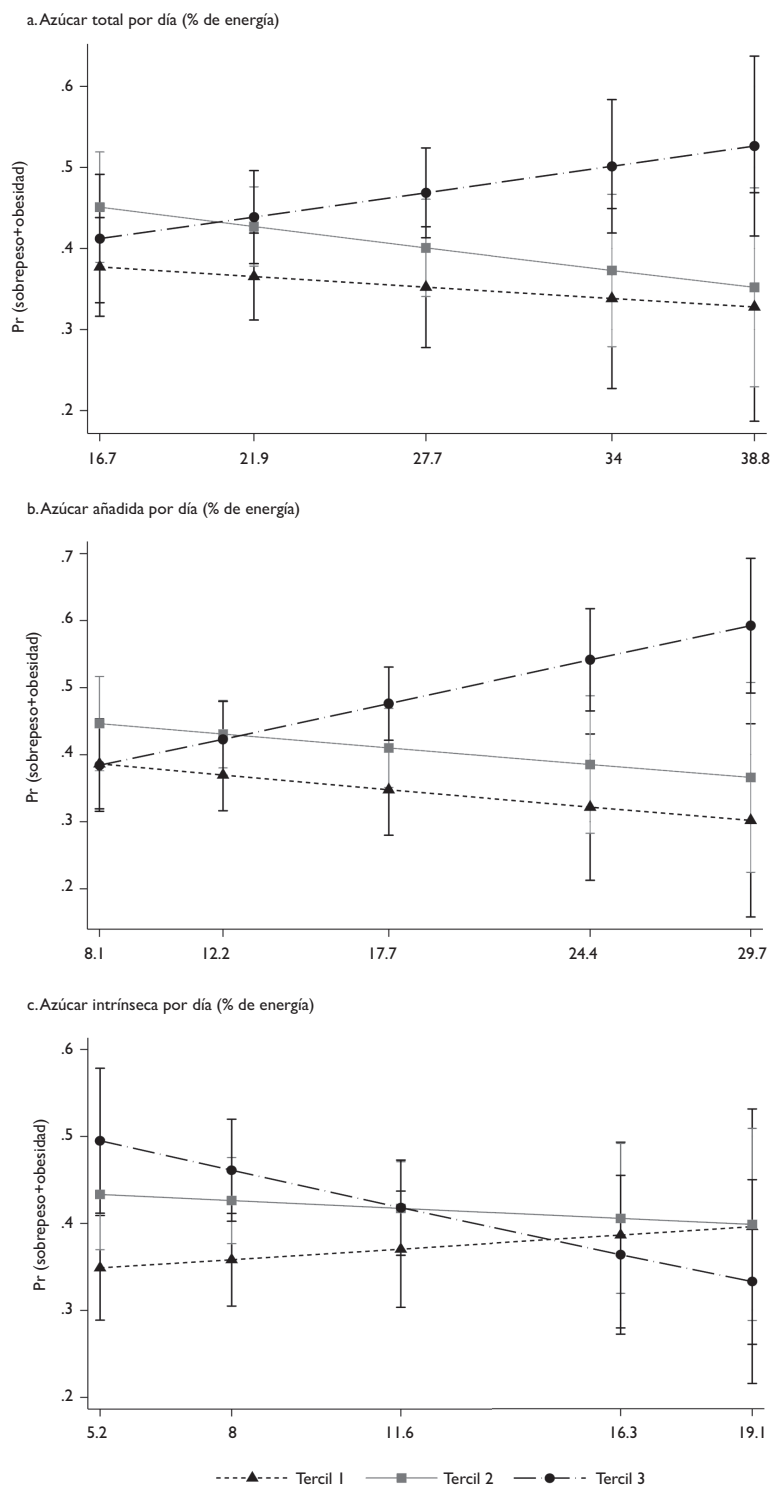 a. Azúcar total por día (% de energía)
Pr (sobrepeso+obesidad)
.6
.5
.4
.3
.2
16.7 21.9 27.7 34 38.8
b. Azúcar añadida por día (% de energía)
Pr (sobrepeso+obesidad)
.7
.6
.5
.4
.3
.2
8.1 12.2 17.7 24.4 29.7
c. Azúcar intrínseca por día (% de energía)
Pr (sobrepeso+obesidad)
.6
.5
.4
.3
.2
5.2 8 11.6 16.3 19.1
Tercil 1 Tercil 2 Tercil 3